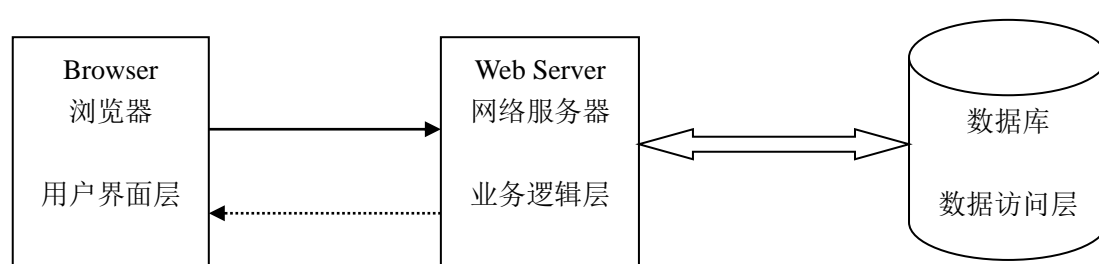 Browser
浏览器
用户界面层
Web Server
网络服务器
业务逻辑层
数据库
数据访问层